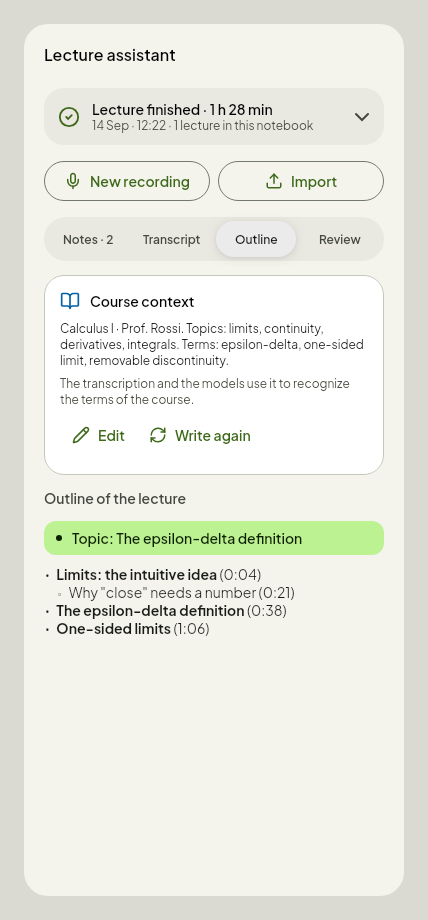 Lecture assistant
Lecture finished · 1 h 28 min
14 Sep · 12:22 · 1 lecture in this notebook
New recording
Import
Notes · 2
Transcript
Outline
Review
Course context
Calculus I · Prof. Rossi. Topics: limits, continuity,
derivatives, integrals. Terms: epsilon-delta, one-sided
limit, removable discontinuity.
The transcription and the models use it to recognize
the terms of the course.
Edit
Write again
Outline of the lecture
• Topic: The epsilon-delta definition
· Limits: the intuitive idea (0:04)
◦ Why "close" needs a number (0:21)
· The epsilon-delta definition (0:38)
· One-sided limits (1:06)